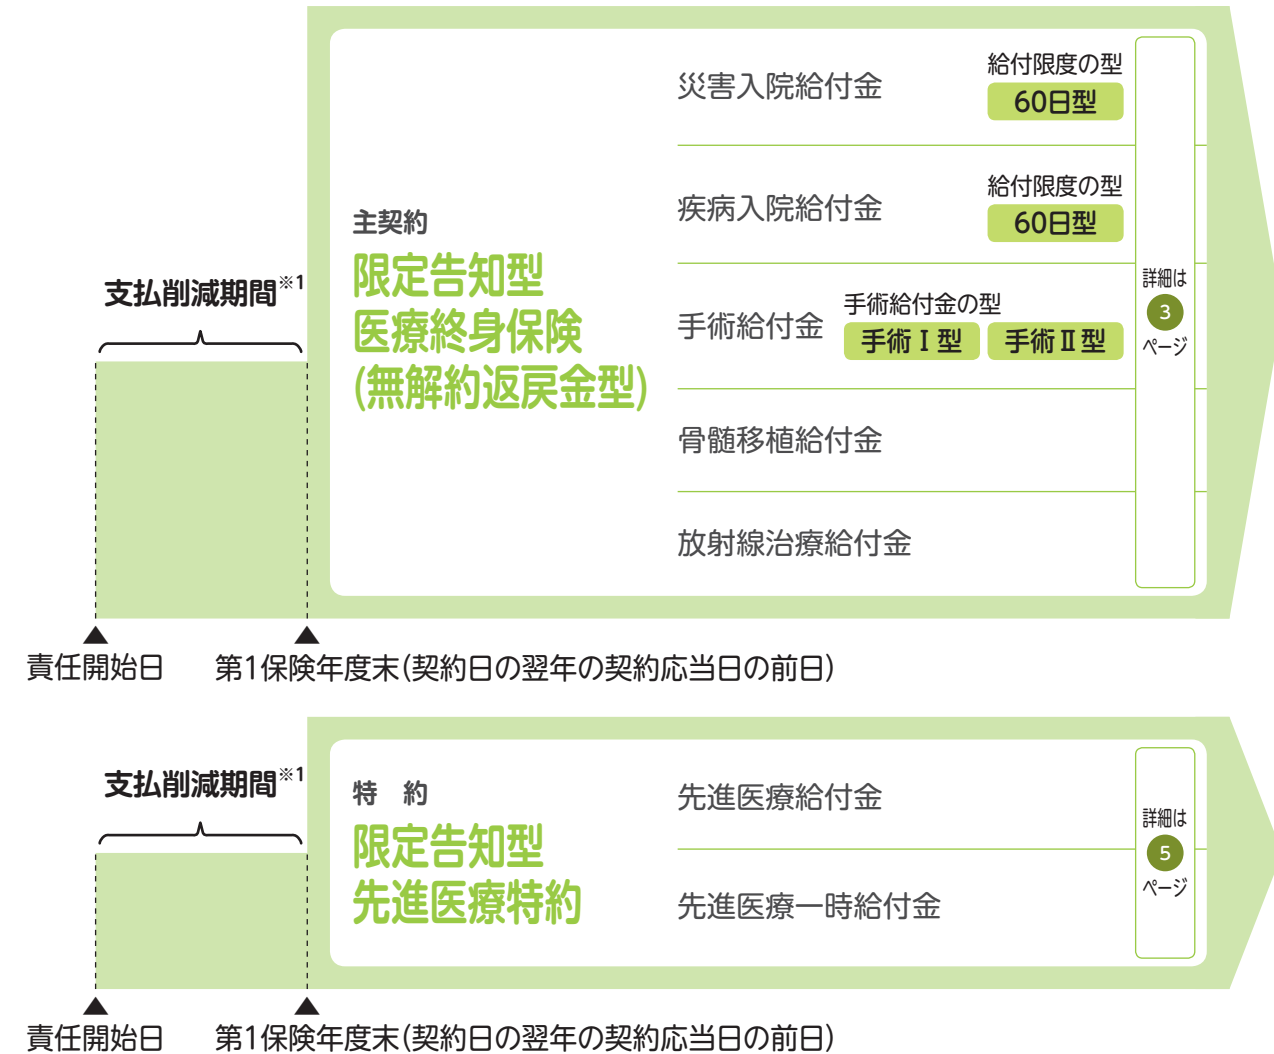 支払削減期間※1
主契約
限定告知型
医療終身保険
(無解約返戻金型)
災害入院給付金
給付限度の型
60日型
疾病入院給付金
給付限度の型
60日型
手術給付金
手術給付金の型
手術Ⅰ型 手術Ⅱ型
骨髄移植給付金
放射線治療給付金
詳細は
3
ページ
責任開始日
第1保険年度末(契約日の翌年の契約応当日の前日)
支払削減期間※1
特 約
限定告知型
先進医療特約
先進医療給付金
先進医療一時給付金
詳細は
5
ページ
責任開始日
第1保険年度末(契約日の翌年の契約応当日の前日)